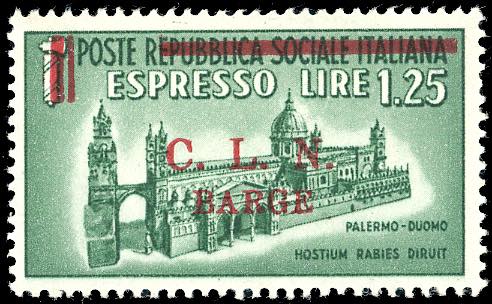 POSTE REPUBBLICA SOCIALE ITALIANA
ESPRESSO LIRE 1.25
C. L. N.
BARGE
PALERMO-DUOMO
HOSTIUM RABIES DIRUIT